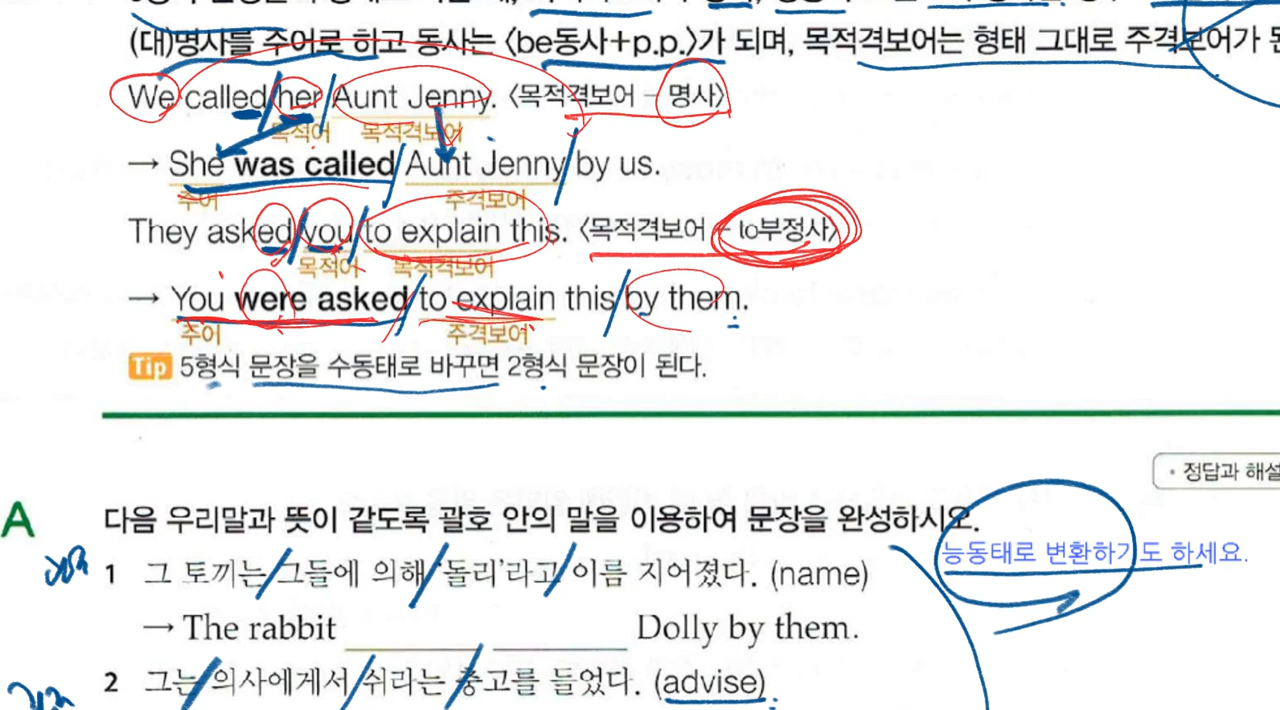 (대)명사를 주어로 하고 동사는 〈be동사+p.p.〉가 되며, 목적격보어는 형태 그대로 주격보어가
We called her Aunt Jenny. 〈목적격보어 – 명사〉
목적어 목적격보어
→ She was called Aunt Jenny by us.
주어 주격보어
They asked you to explain this. 〈목적격보어 – to부정사〉
목적어 목적격보어
→ You were asked to explain this by them.
주어 주격보어
Tip 5형식 문장을 수동태로 바꾸면 2형식 문장이 된다.
• 정답과 해설
A 다음 우리말과 뜻이 같도록 괄호 안의 말을 이용하여 문장을 완성하시오.
능동태로 변환하기도 하세요.
1 그 토끼는 그들에 의해 '돌리'라고 이름 지어졌다. (name)
→ The rabbit Dolly by them.
2 그는 의사에게서 쉬라는 충고를 들었다. (advise)